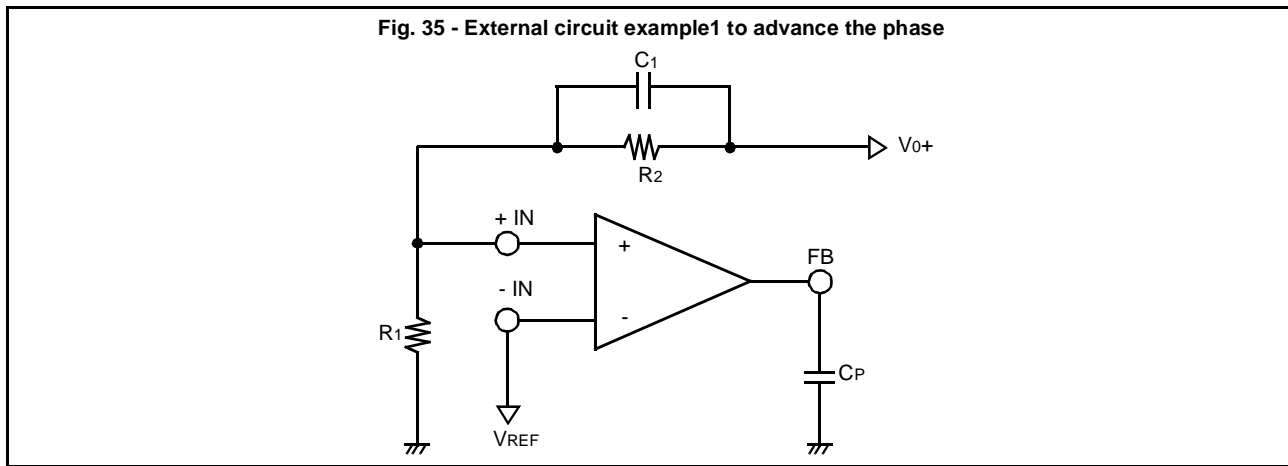 Fig. 35 - External circuit example1 to advance the phase
C1
V0+
R2
+ IN
+
FB
- IN
-
R1
CP
VREF